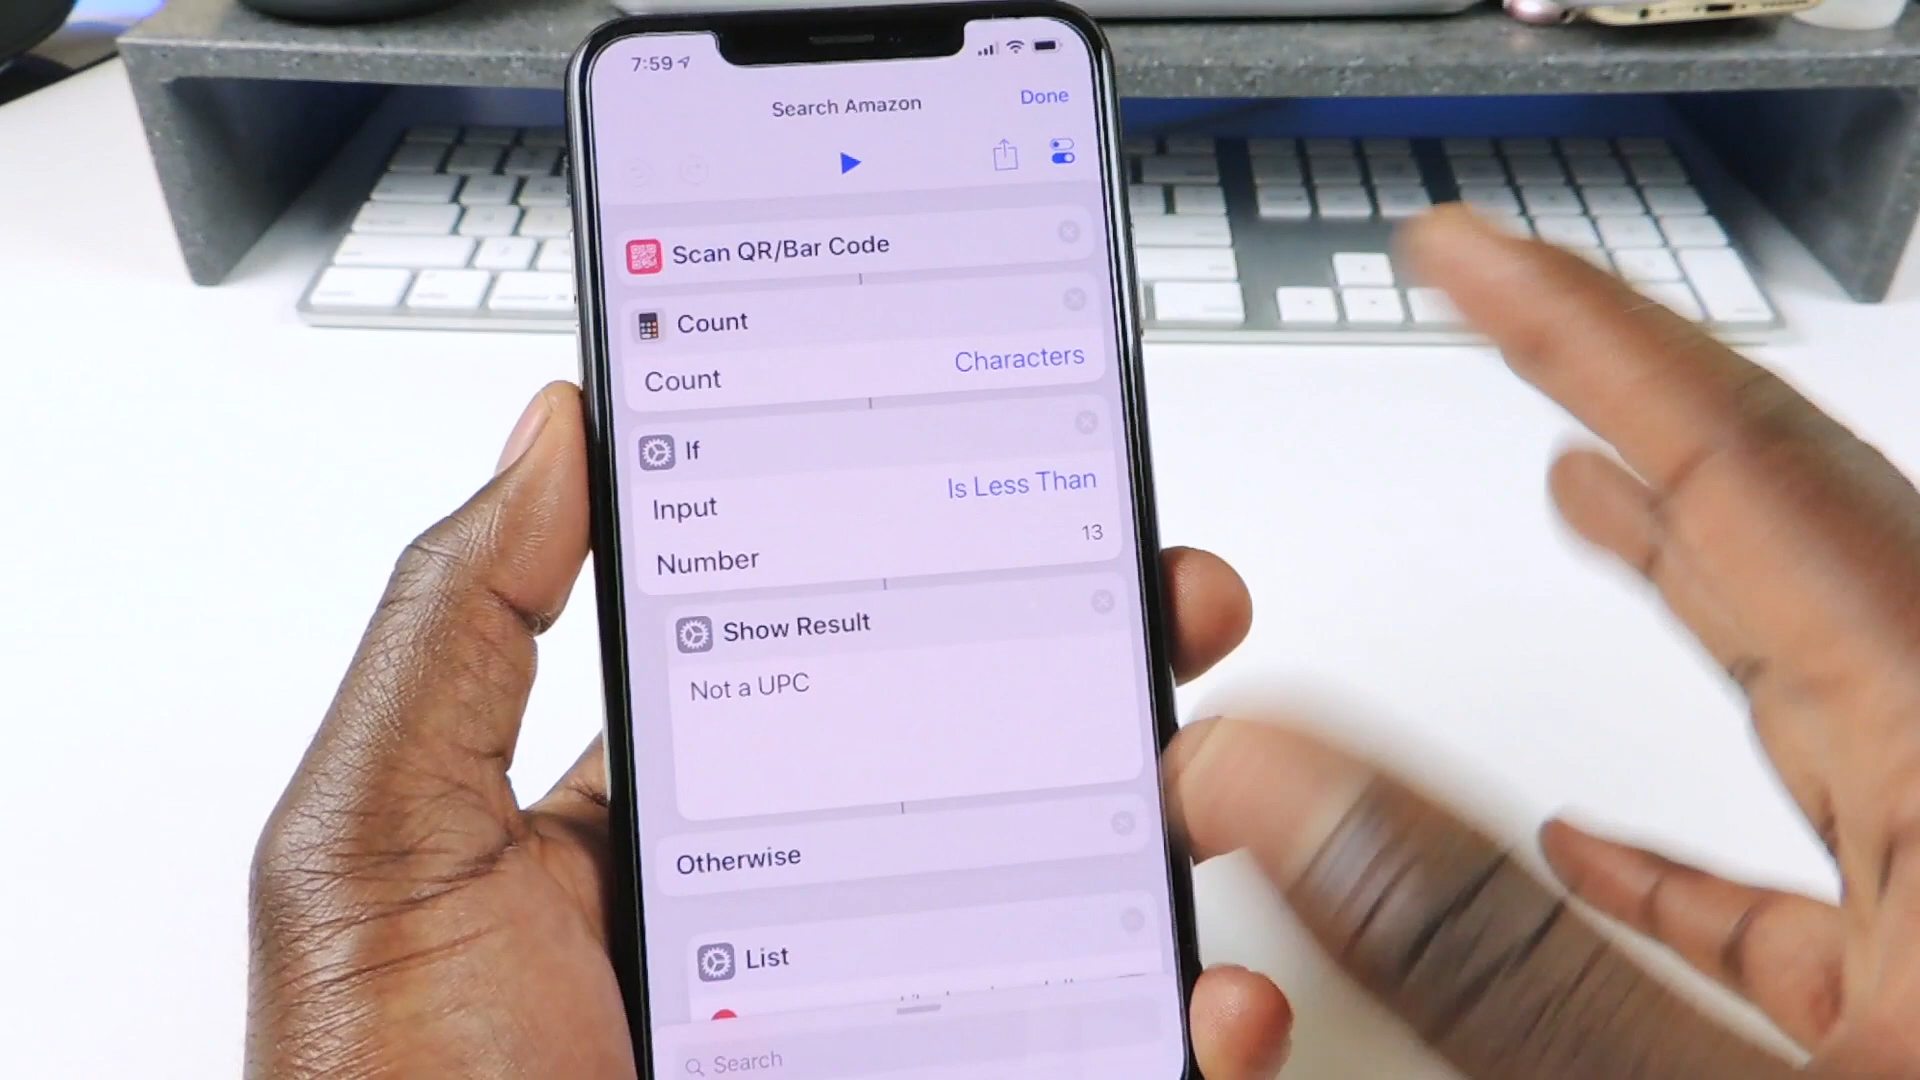 7:59
Search Amazon
Done
Scan QR/Bar Code
Count
Count Characters
If
Input Is Less Than
Number 13
Show Result
Not a UPC
Otherwise
List
Search